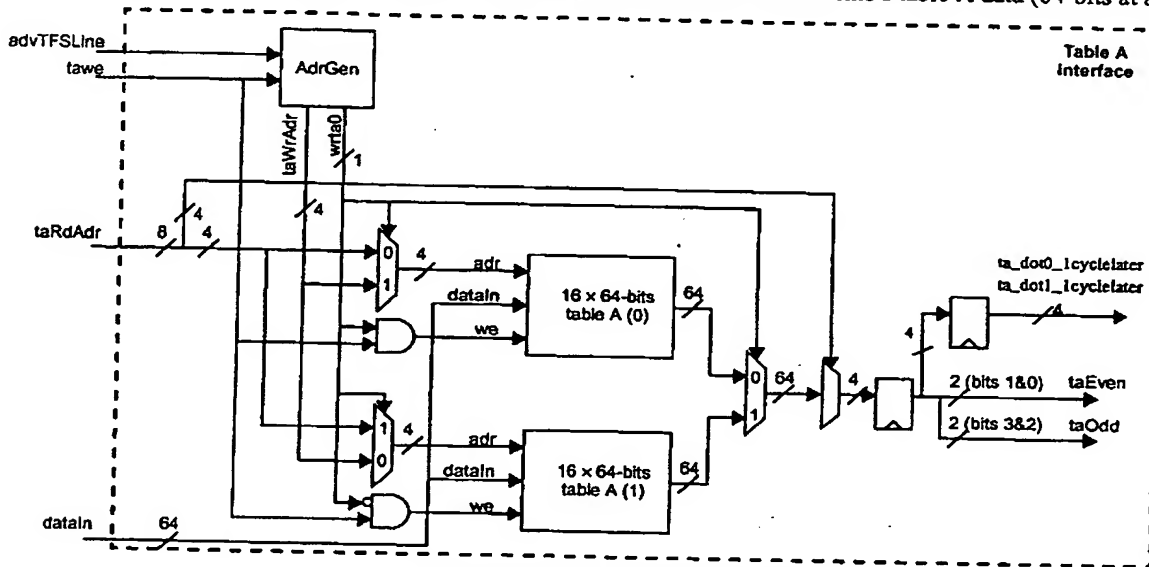 (64 bits at a
Table A
Interface
advTFSLine
tawe
AdrGen
taWrAdr
wrta0
1
4
4
taRdAdr
8
4
0
1
4
adr
dataIn
we
16 × 64-bits
table A (0)
64
1
0
4
adr
dataIn
we
16 × 64-bits
table A (1)
64
0
1
64
4
4
ta_dot0_1cyclelater
ta_dot1_1cyclelater
4
2 (bits 1&0)
taEven
2 (bits 3&2)
taOdd
dataIn
64